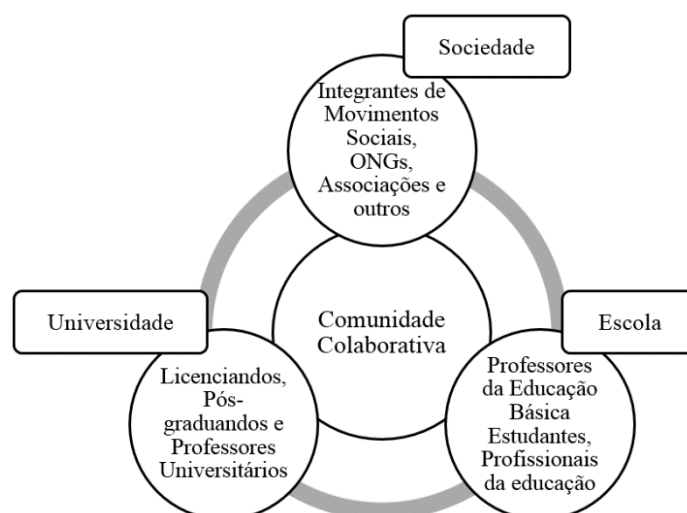 Sociedade
Integrantes de
Movimentos
Sociais,
ONGs,
Associações e
outros
Comunidade
Colaborativa
Universidade
Licenciandos,
Pós-
graduandos e
Professores
Universitários
Escola
Professores
da Educação
Básica
Estudantes,
Profissionais
da educação